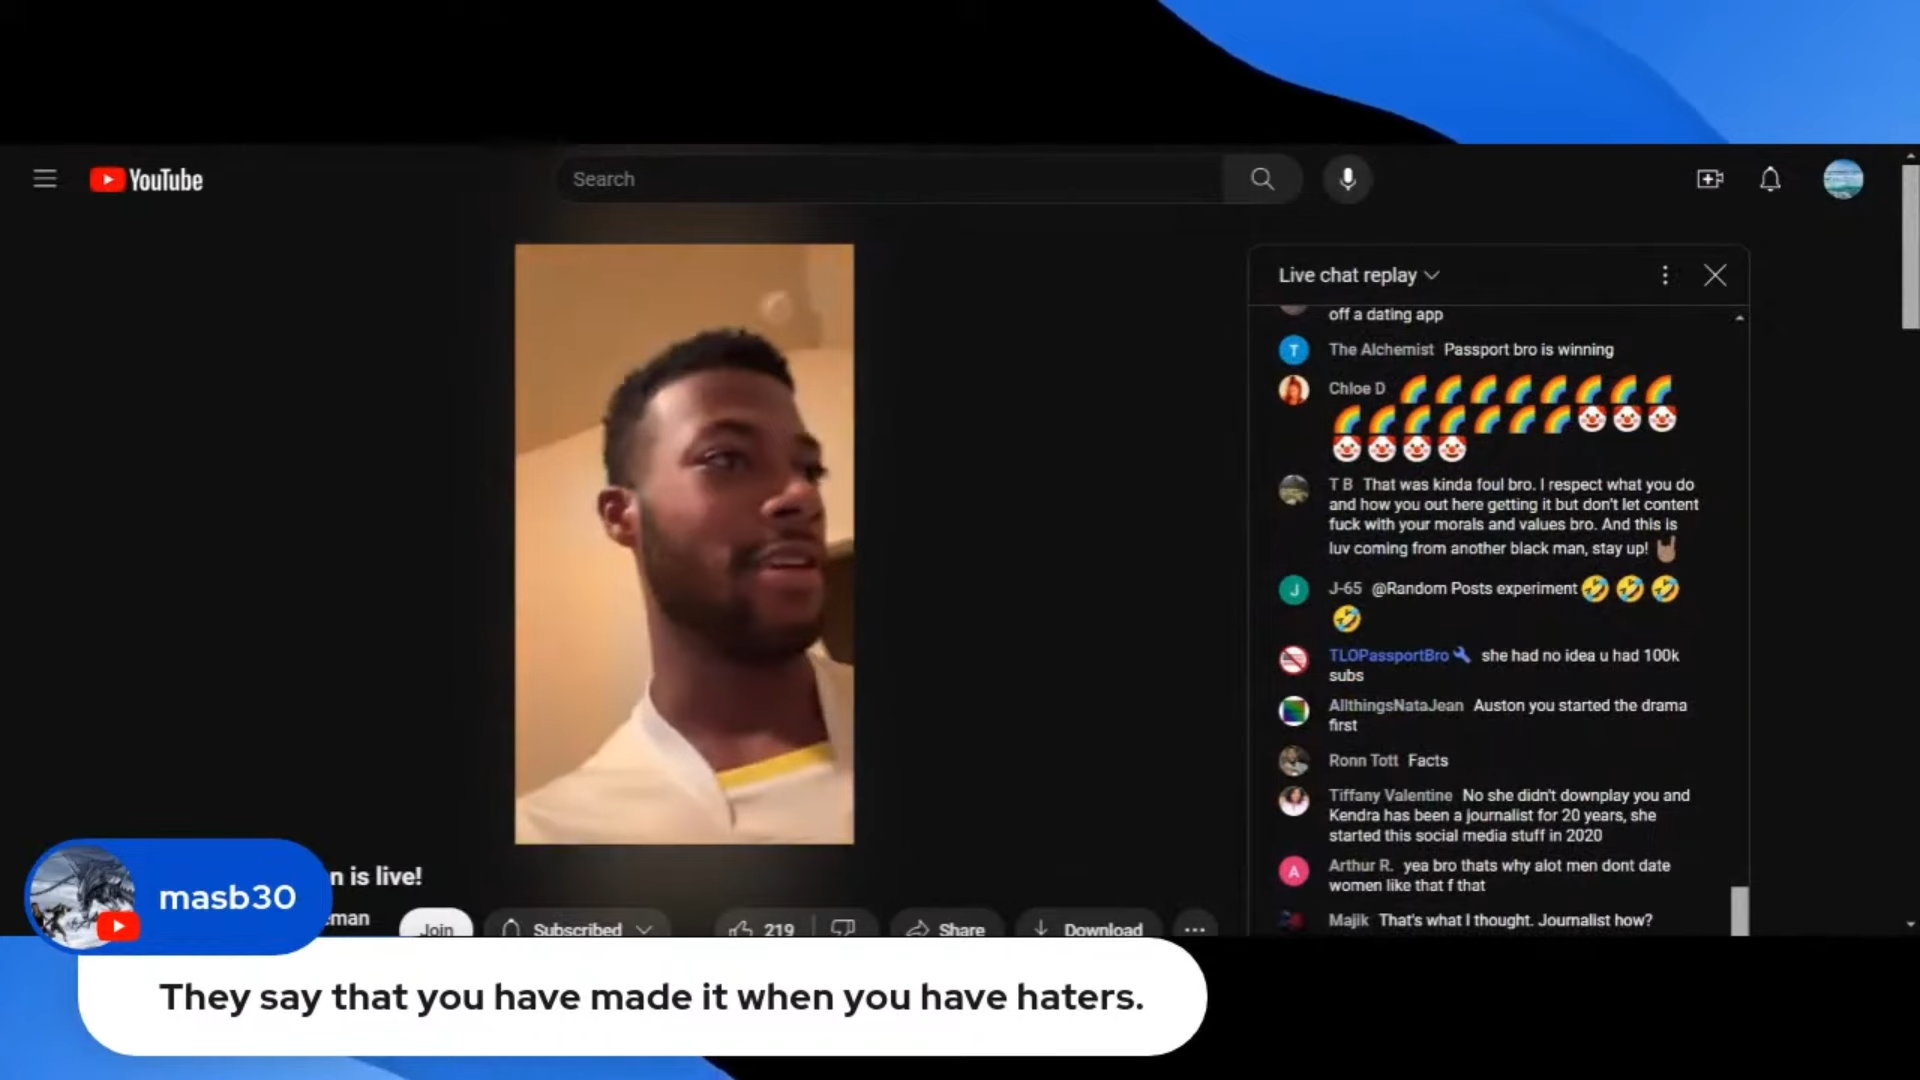 YouTube
Search
Live chat replay
off a dating app
The Alchemist Passport bro is winning
Chloe D 🌈🌈🌈🌈🌈🌈🌈🌈
🌈🌈🌈🌈🌈🌈🌈🤡🤡🤡
🤡🤡🤡🤡
T B That was kinda foul bro. I respect what you do
and how you out here getting it but don't let content
fuck with your morals and values bro. And this is
luv coming from another black man, stay up! 🤘🏽
J-65 @Random Posts experiment 🤣🤣🤣
🤣
TLOPassportBro she had no idea u had 100k
subs
AllthingsNataJean Auston you started the drama
first
Ronn Tott Facts
Tiffany Valentine No she didn't downplay you and
Kendra has been a journalist for 20 years, she
started this social media stuff in 2020
Arthur R. yea bro thats why alot men dont date
women like that f that
Majik That's what I thought. Journalist how?
n is live!
eman
Join
Subscribed
219
Share
Download
masb30
They say that you have made it when you have haters.